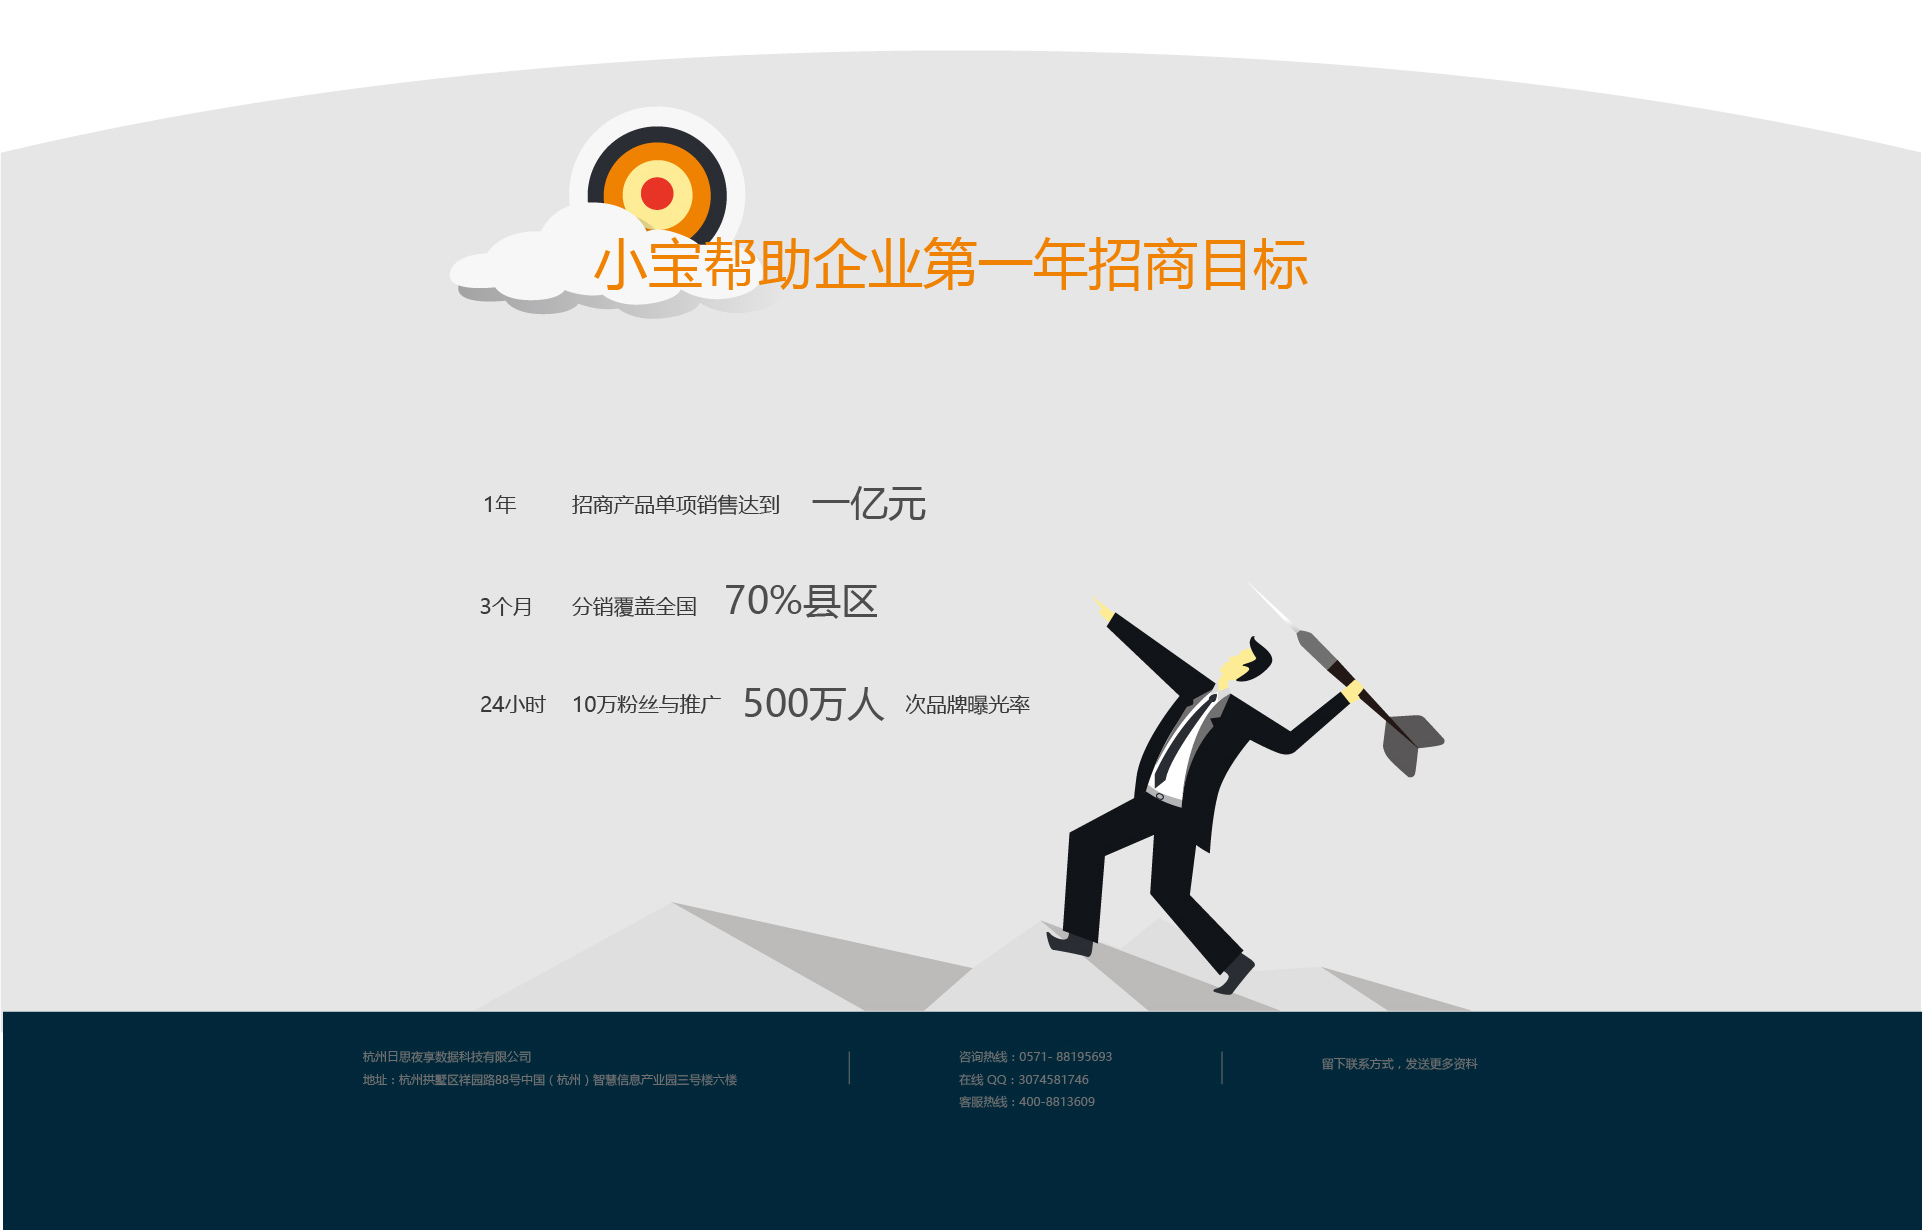 小宝帮助企业第一年招商目标
1年 招商产品单项销售达到 一亿元
3个月 分销覆盖全国 70%县区
24小时 10万粉丝与推广 500万人 次品牌曝光率
杭州日思夜享数据科技有限公司
地址：杭州拱墅区祥园路88号中国（杭州）智慧信息产业园三号楼六楼
咨询热线：0571- 88195693
在线 QQ：3074581746
客服热线：400-8813609
留下联系方式，发送更多资料